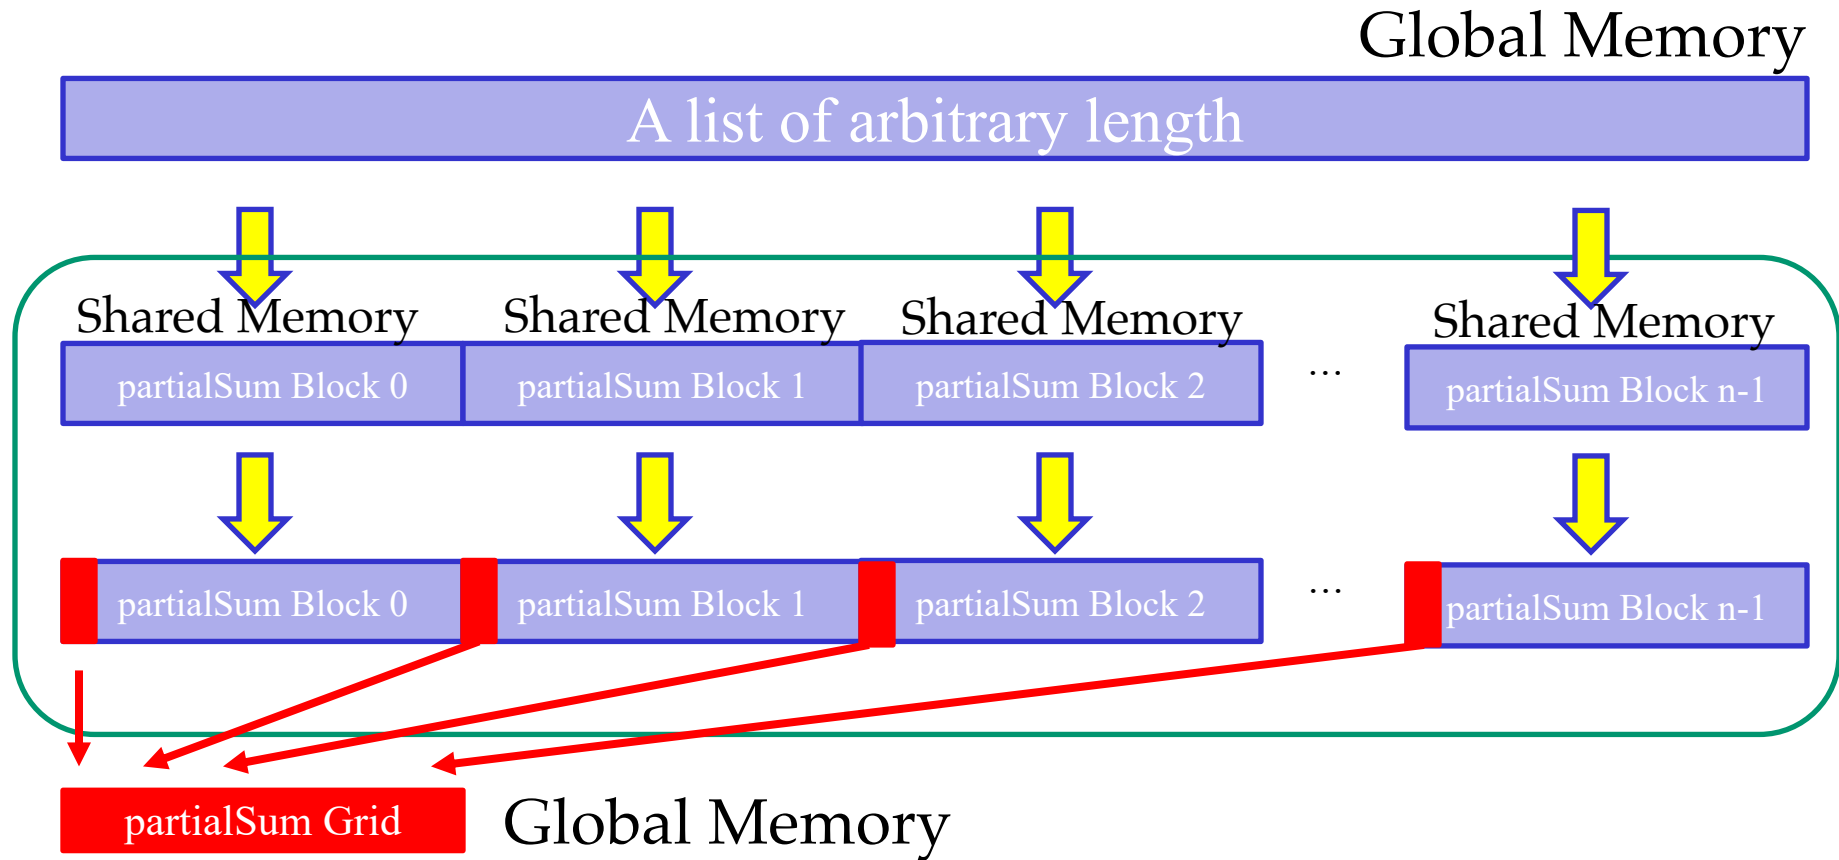 Global Memory
A list of arbitrary length
Shared Memory
Shared Memory
Shared Memory
Shared Memory
partialSum Block 0
partialSum Block 1
partialSum Block 2
...
partialSum Block n-1
partialSum Block 0
partialSum Block 1
partialSum Block 2
...
partialSum Block n-1
partialSum Grid
Global Memory